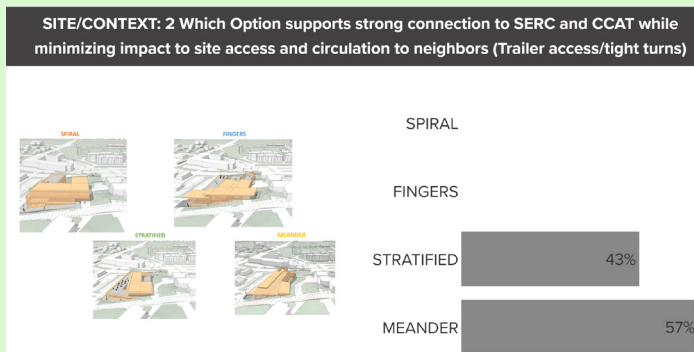 SITE/CONTEXT: 2 Which Option supports strong connection to SERC and CCAT while
minimizing impact to site access and circulation to neighbors (Trailer access/tight turns)
SPIRAL
FINGERS
STRATIFIED
MEANDER
SPIRAL
FINGERS
STRATIFIED 43%
MEANDER 57%